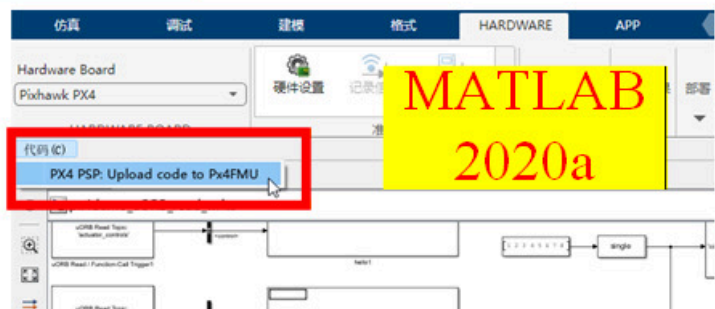 仿真 调试 建模 格式 HARDWARE APP
Hardware Board
Pixhawk PX4
硬件设置
部署
MATLAB
2020a
代码(C)
PX4 PSP: Upload code to Px4FMU
uORB Read Topic:
'actuator_controls'
single
uORB Read / Function-Call Trigger1
hello1